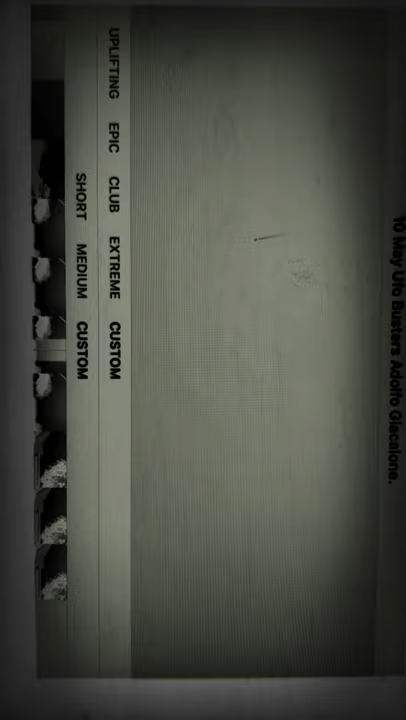 10 May Ufo Busters Adolfo Giacalone.
UPLIFTING EPIC CLUB EXTREME CUSTOM
SHORT MEDIUM CUSTOM